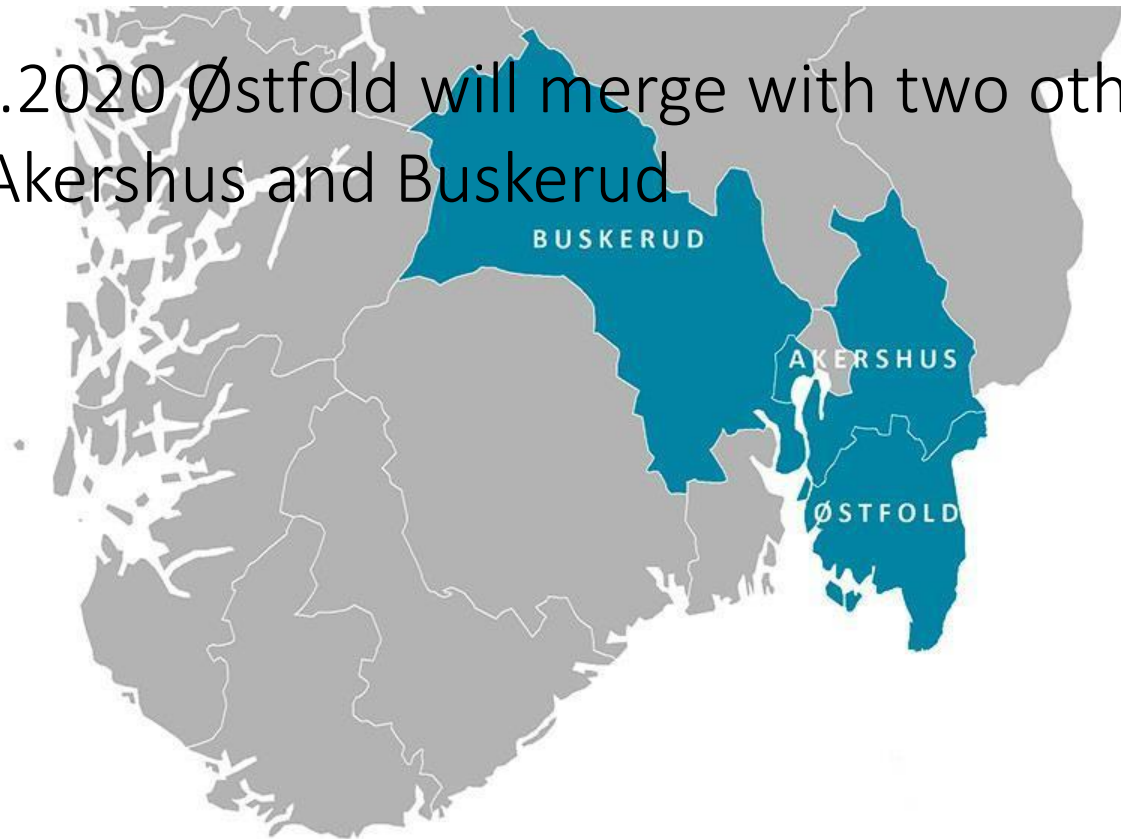 .2020 Østfold will merge with two oth
Akershus and Buskerud
BUSKERUD
AKERSHUS
ØSTFOLD